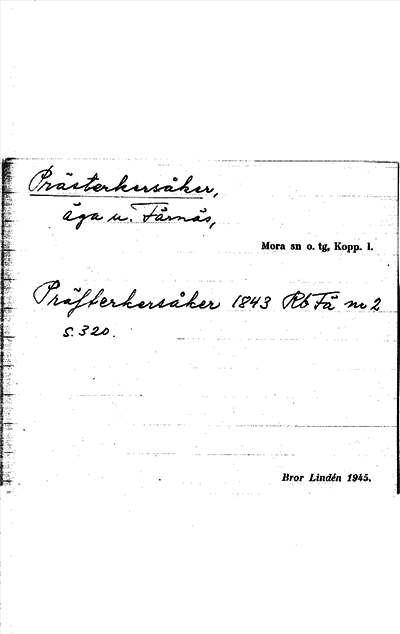 Prästerkersåker,
äga u. Färnäs,
Mora sn o. tg, Kopp. l.
Präfterkersåker 1843 Rb Fä nr 2
s. 320.
Bror Lindén 1945.